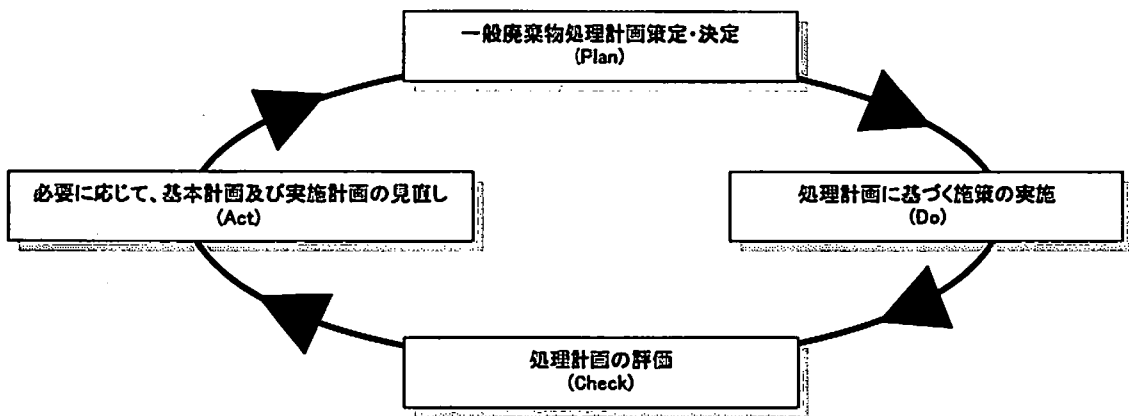 一般廃棄物処理計画策定・決定
(Plan)
必要に応じて、基本計画及び実施計画の見直し
(Act)
処理計画に基づく施策の実施
(Do)
処理計画の評価
(Check)